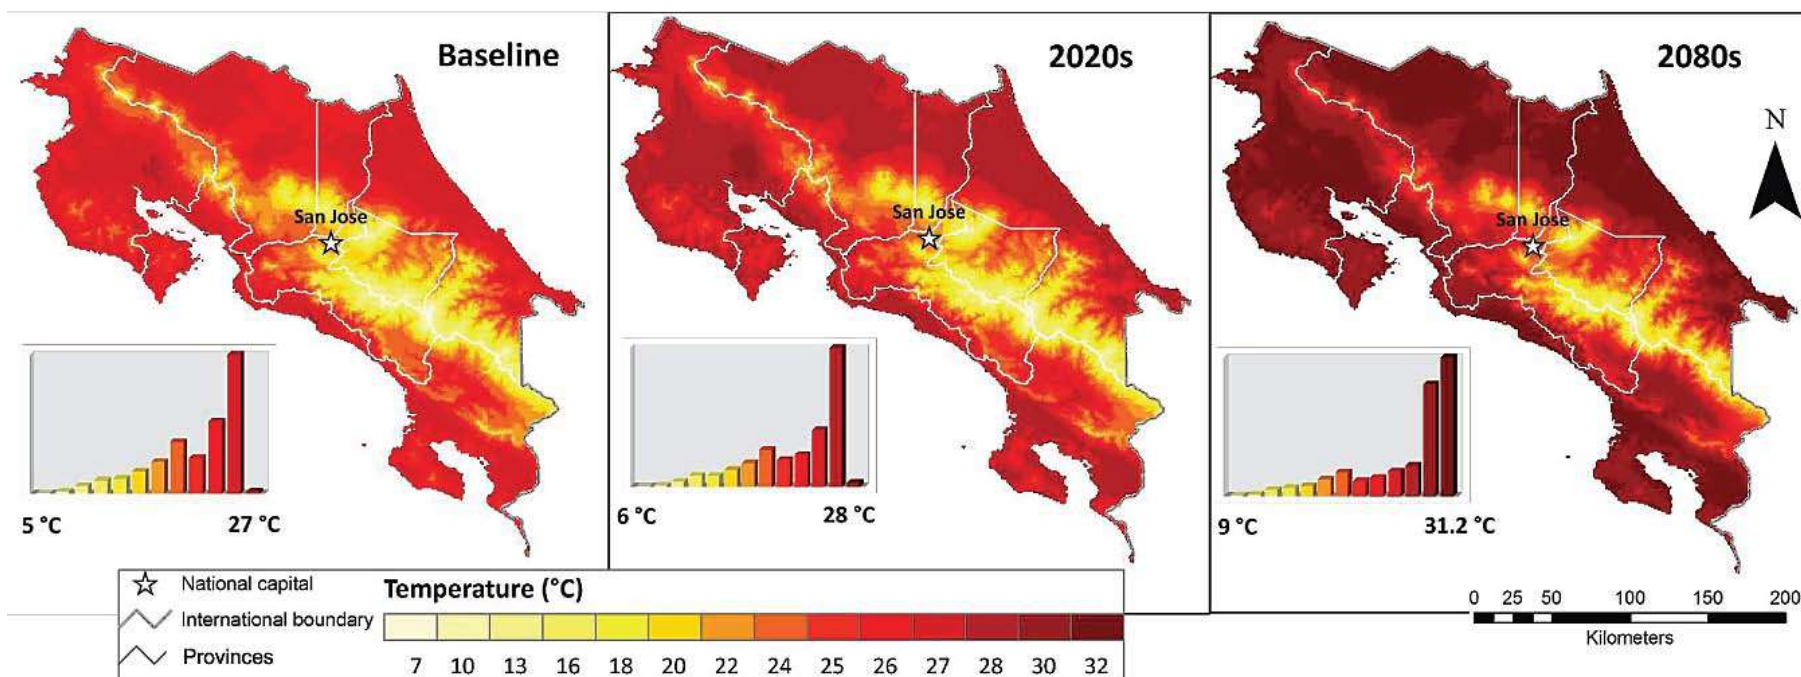 Baseline
San Jose
5 °C
27 °C
2020s
San Jose
6 °C
28 °C
2080s
N
San Jose
9 °C
31.2 °C
National capital
International boundary
Provinces
Temperature (°C)
7 10 13 16 18 20 22 24 25 26 27 28 30 32
0 25 50 100 150 200
Kilometers